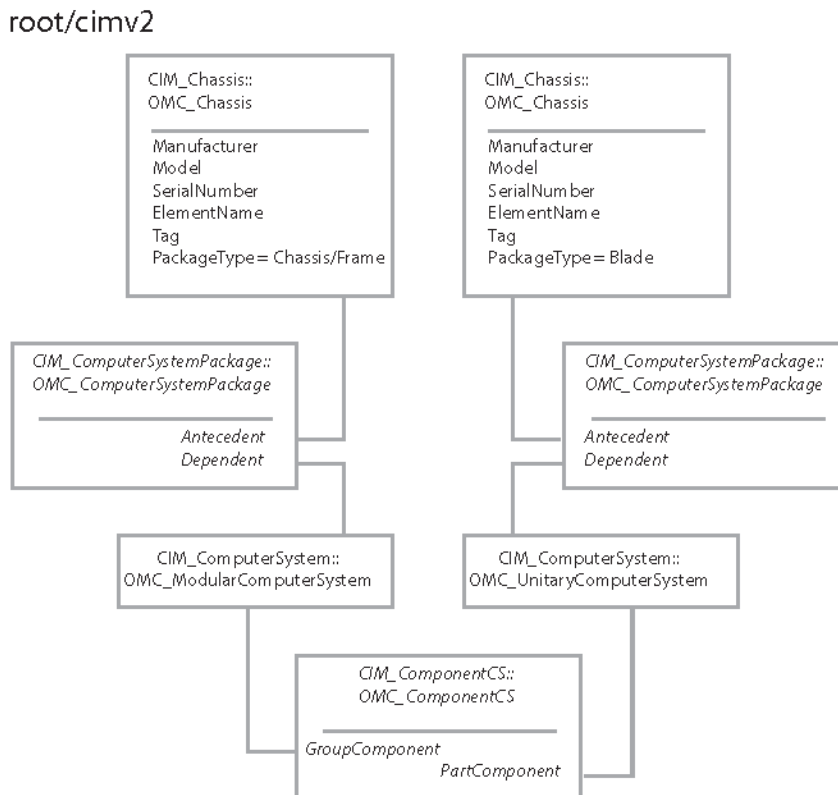 root/cimv2
CIM_Chassis::
OMC_Chassis
Manufacturer
Model
SerialNumber
ElementName
Tag
PackageType= Chassis/Frame
CIM_Chassis::
OMC_Chassis
Manufacturer
Model
SerialNumber
ElementName
Tag
PackageType= Blade
CIM_ComputerSystemPackage::
OMC_ComputerSystemPackage
Antecedent
Dependent
CIM_ComputerSystemPackage::
OMC_ComputerSystemPackage
Antecedent
Dependent
CIM_ComputerSystem::
OMC_ModularComputerSystem
CIM_ComputerSystem::
OMC_UnitaryComputerSystem
CIM_ComponentCS::
OMC_ComponentCS
GroupComponent
PartComponent